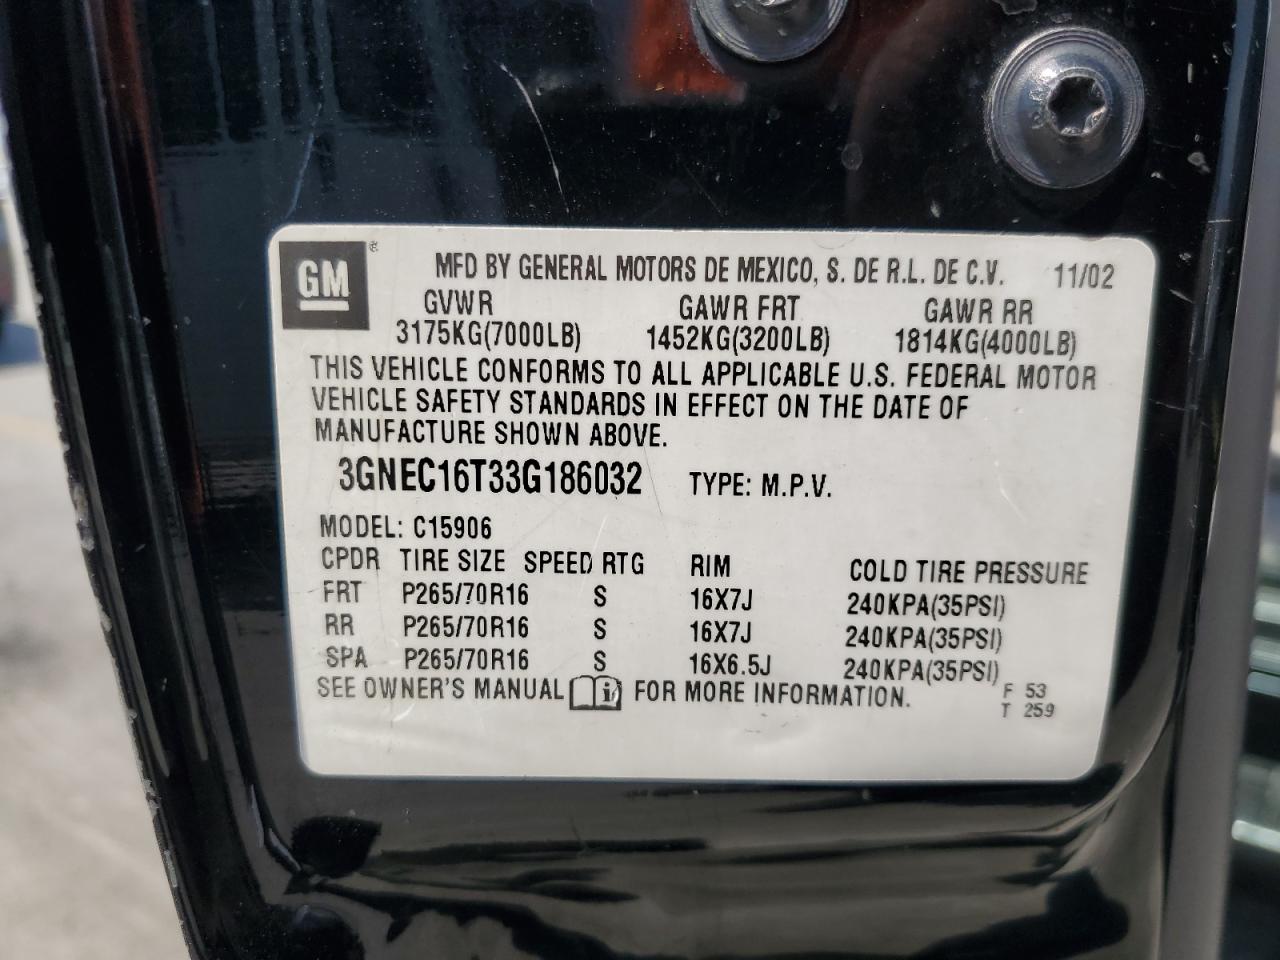 GM ®
MFD BY GENERAL MOTORS DE MEXICO, S. DE R.L. DE C.V. 11/02
GVWR GAWR FRT GAWR RR
3175KG(7000LB) 1452KG(3200LB) 1814KG(4000LB)
THIS VEHICLE CONFORMS TO ALL APPLICABLE U.S. FEDERAL MOTOR
VEHICLE SAFETY STANDARDS IN EFFECT ON THE DATE OF
MANUFACTURE SHOWN ABOVE.
3GNEC16T33G186032 TYPE: M.P.V.
MODEL: C15906
CPDR TIRE SIZE SPEED RTG RIM COLD TIRE PRESSURE
FRT P265/70R16 S 16X7J 240KPA(35PSI)
RR P265/70R16 S 16X7J 240KPA(35PSI)
SPA P265/70R16 S 16X6.5J 240KPA(35PSI)
SEE OWNER'S MANUAL i FOR MORE INFORMATION.
F 53
T 259